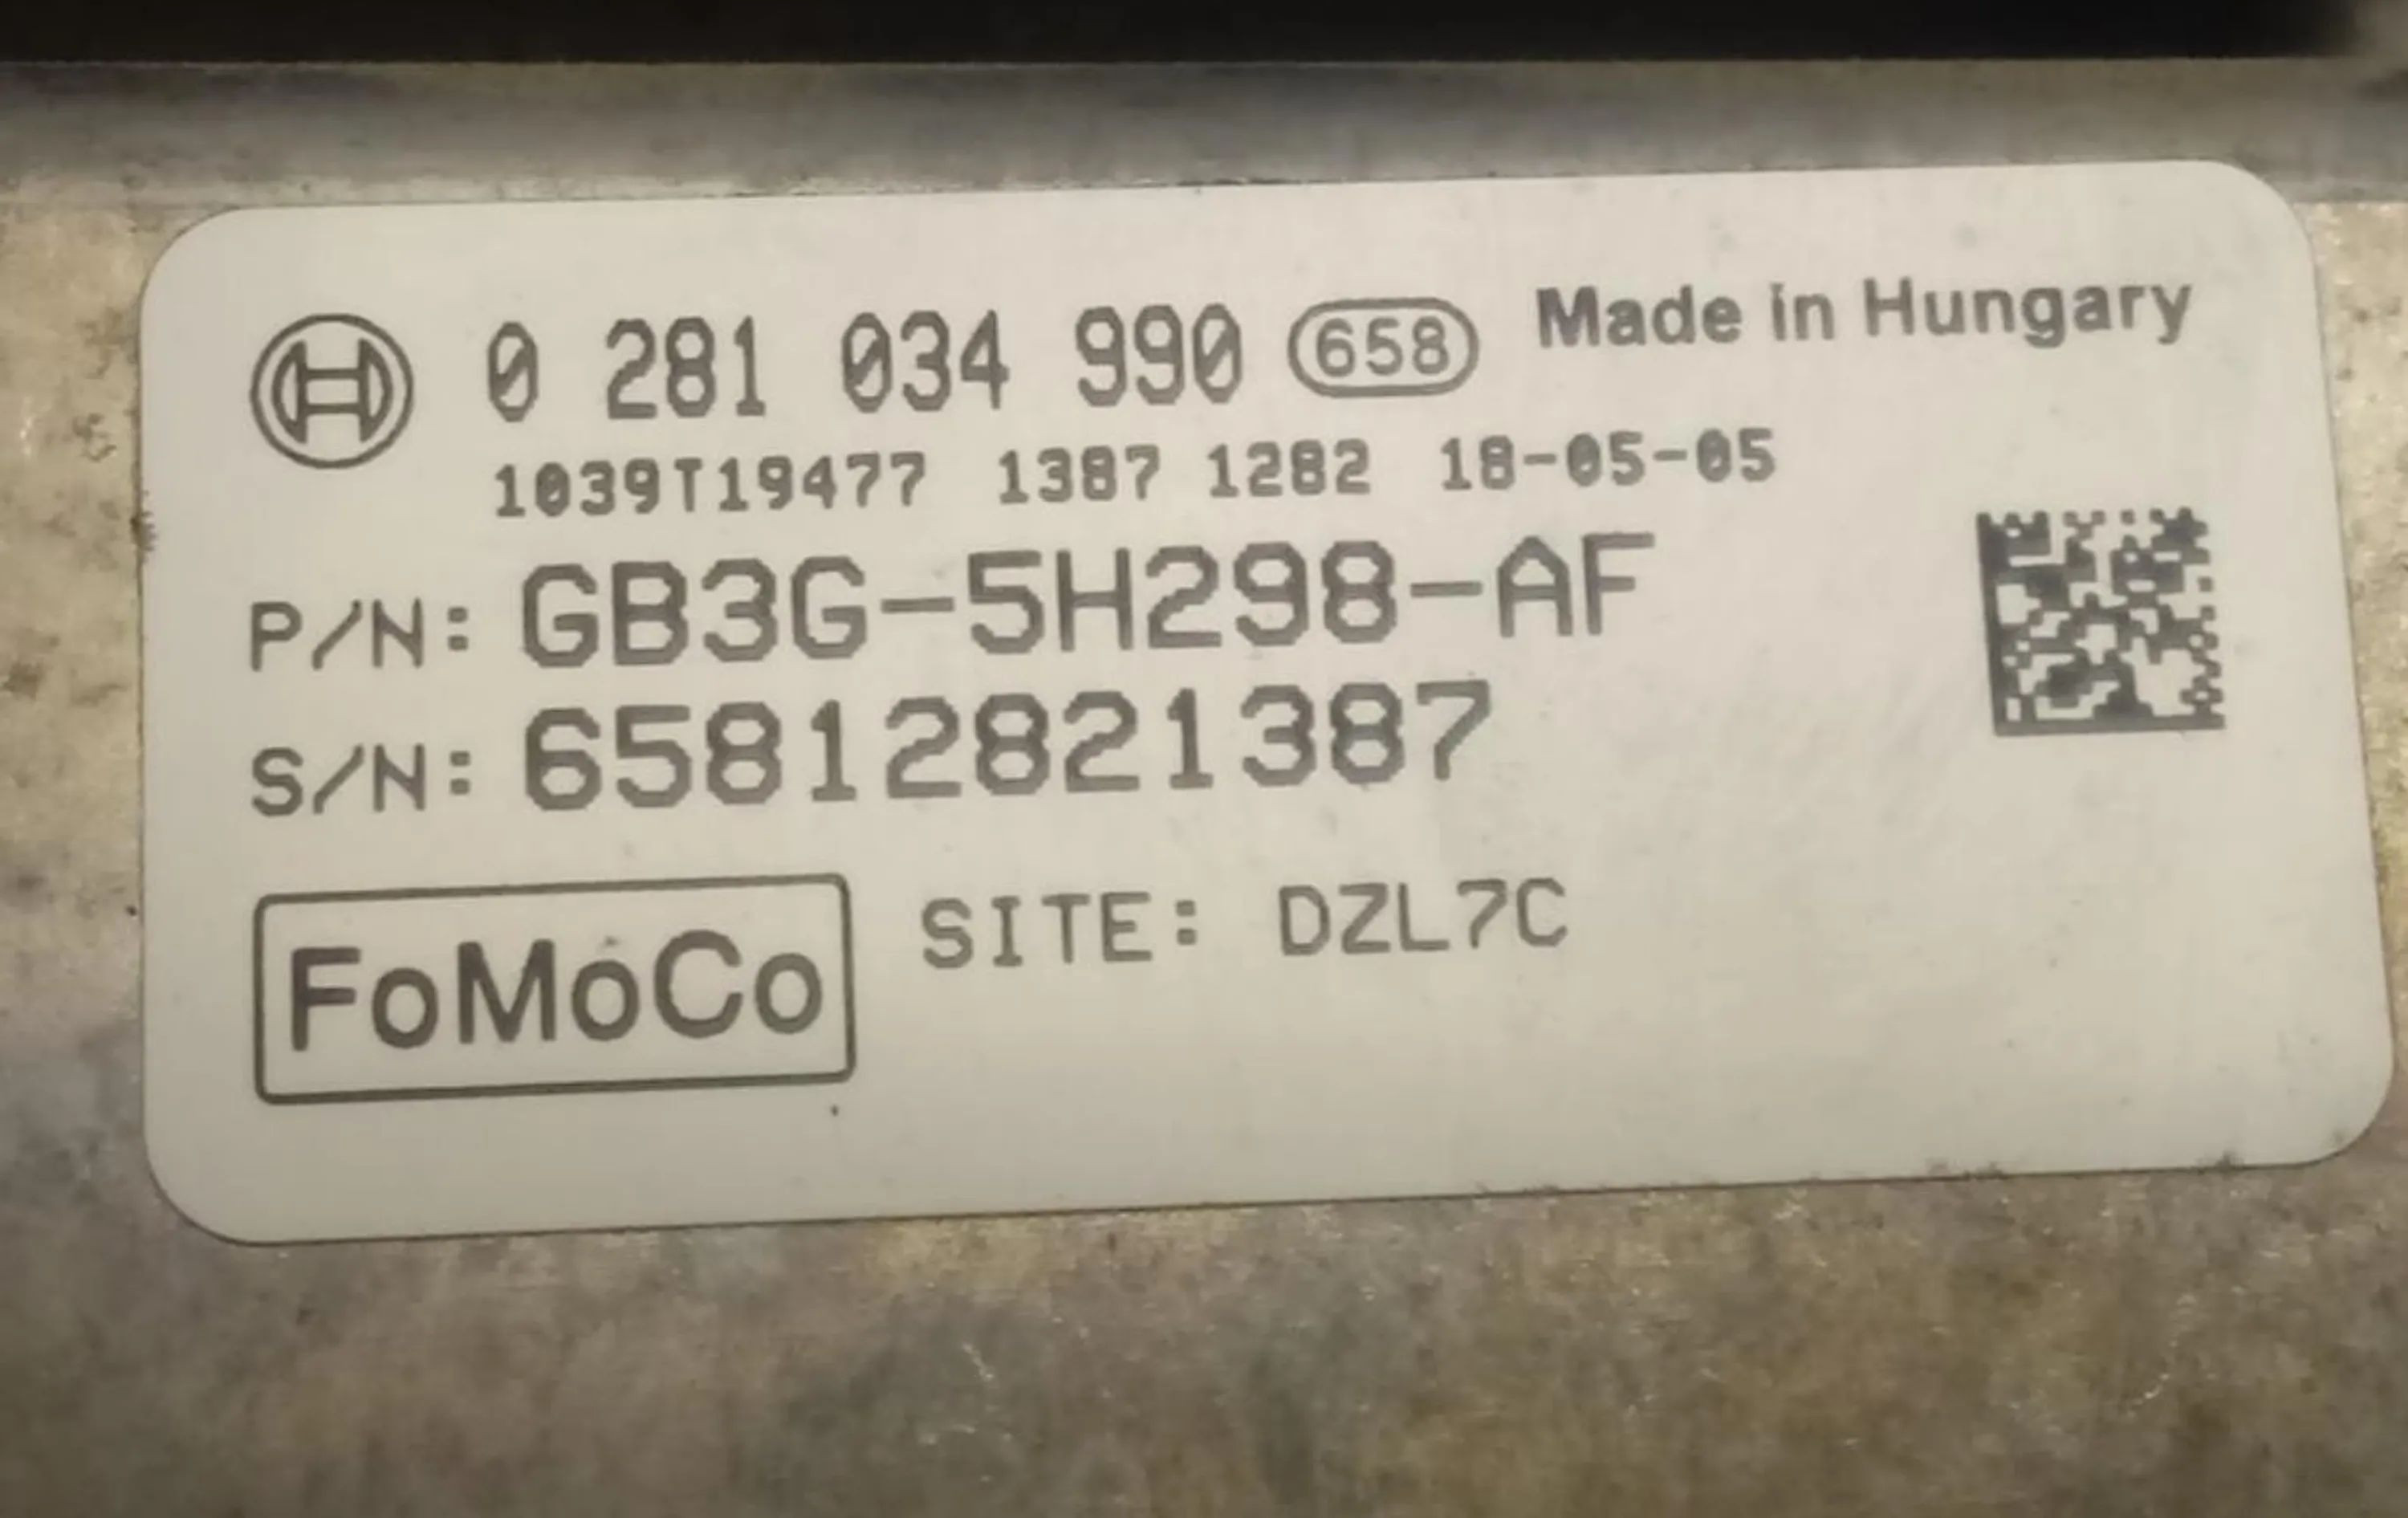 0 281 034 990 658 Made in Hungary
1039T19477 1387 1282 18-05-05
P/N: GB3G-5H298-AF
S/N: 65812821387
FoMoCo SITE: DZL7C